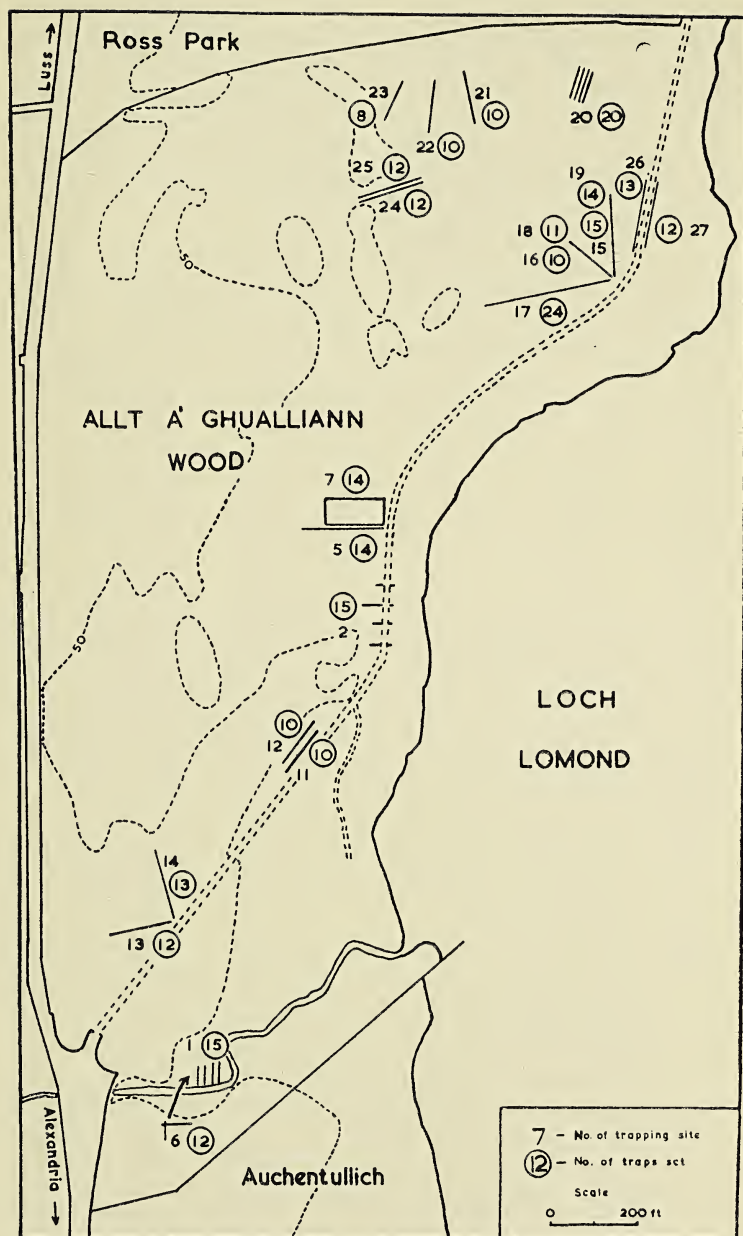 Luss →
Ross Park
23
8
21
10
22 10
20 20
25 12
24 12
26
13
19
14
15
15
18 11
16 10
12 27
17 24
50
ALLT A' GHUALLIANN
WOOD
7 14
5 14
15
2
50
LOCH
LOMOND
10
12
10
11
14
13
13 12
1 15
6 12
Alexandria →
Auchentullich
7 – No. of trapping site
12 – No. of traps set
Scale
0 200 ft